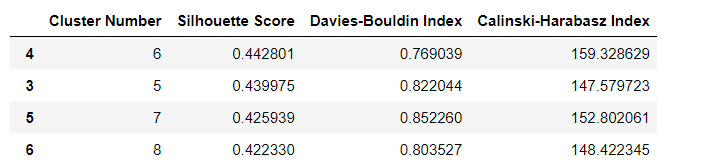 Cluster Number Silhouette Score Davies-Bouldin Index Calinski-Harabasz Index
4 6 0.442801 0.769039 159.328629
3 5 0.439975 0.822044 147.579723
5 7 0.425939 0.852260 152.802061
6 8 0.422330 0.803527 148.422345